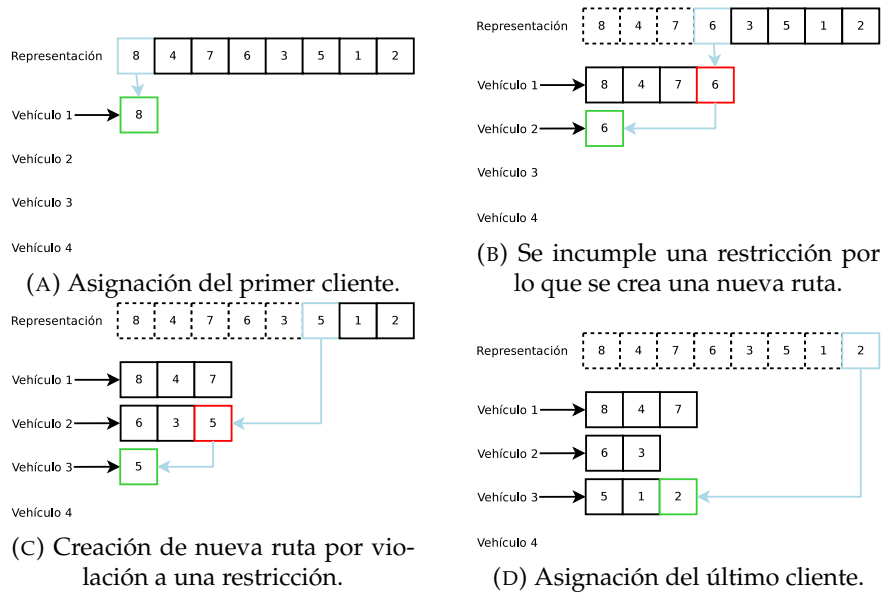 Representación 8 4 7 6 3 5 1 2
Vehículo 1 8
Vehículo 2
Vehículo 3
Vehículo 4
(A) Asignación del primer cliente.
Representación 8 4 7 6 3 5 1 2
Vehículo 1 8 4 7 6
Vehículo 2 6
Vehículo 3
Vehículo 4
(B) Se incumple una restricción por
lo que se crea una nueva ruta.
Representación 8 4 7 6 3 5 1 2
Vehículo 1 8 4 7
Vehículo 2 6 3 5
Vehículo 3 5
Vehículo 4
(C) Creación de nueva ruta por vio-
lación a una restricción.
Representación 8 4 7 6 3 5 1 2
Vehículo 1 8 4 7
Vehículo 2 6 3
Vehículo 3 5 1 2
Vehículo 4
(D) Asignación del último cliente.